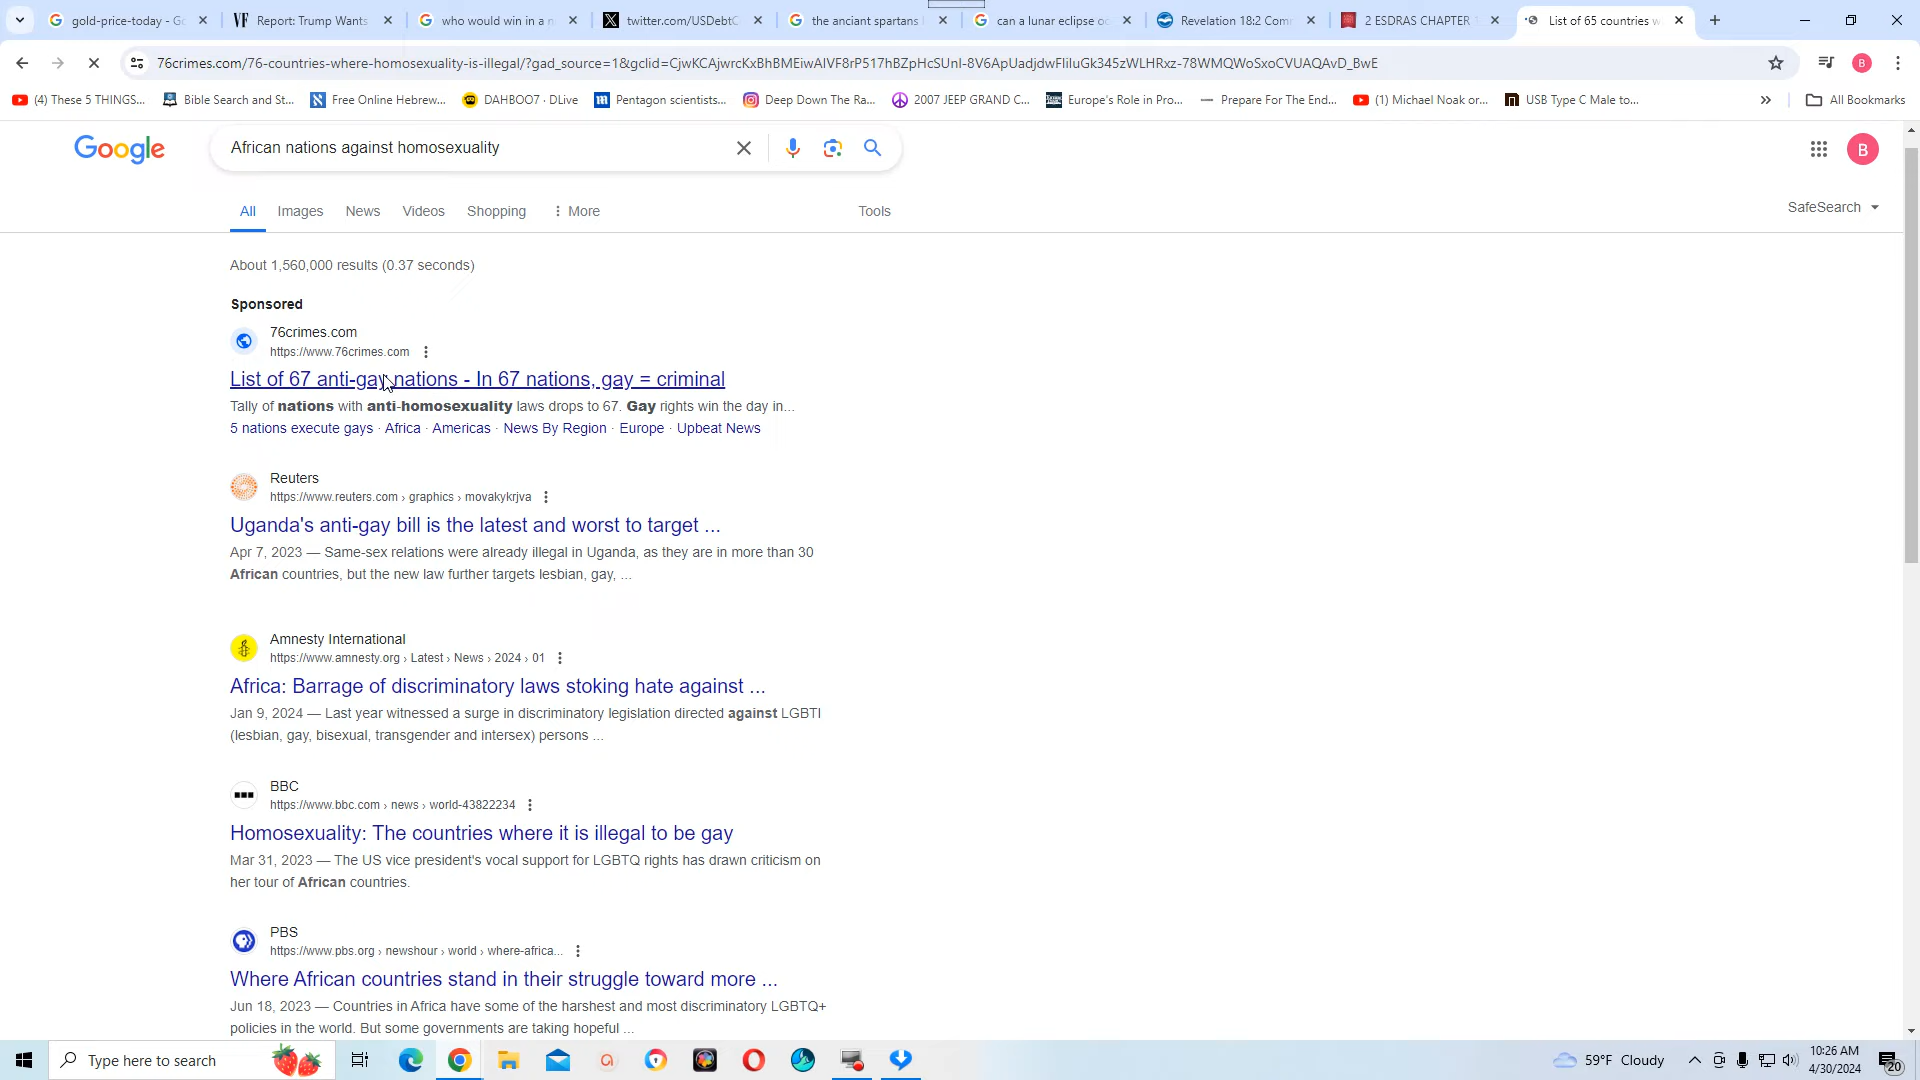 gold-price-today - Go
Report: Trump Wants
who would win in a m
twitter.com/USDebtC
the anciant spartans
can a lunar eclipse oc
Revelation 18:2 Com
2 ESDRAS CHAPTER
List of 65 countries w
76crimes.com/76-countries-where-homosexuality-is-illegal/?gad_source=1&gclid=CjwKCAjwrcKxBhBMEiwAIVF8rP517hBZpHcSUnI-8V6ApUadjdwFIiluGk345zWLHRxz-78WMQWoSxoCVUAQAvD_BwE
B
(4) These 5 THINGS...
Bible Search and St...
Free Online Hebrew...
DAHBOO7 · DLive
Pentagon scientists...
Deep Down The Ra...
2007 JEEP GRAND C...
Europe's Role in Pro...
Prepare For The End...
(1) Michael Noak or...
USB Type C Male to...
All Bookmarks
Google
African nations against homosexuality
B
All
Images
News
Videos
Shopping
More
Tools
SafeSearch
About 1,560,000 results (0.37 seconds)
Sponsored
76crimes.com
https://www.76crimes.com
List of 67 anti-gay nations - In 67 nations, gay = criminal
Tally of nations with anti-homosexuality laws drops to 67. Gay rights win the day in...
5 nations execute gays · Africa · Americas · News By Region · Europe · Upbeat News
Reuters
https://www.reuters.com › graphics › movakykrjva
Uganda's anti-gay bill is the latest and worst to target ...
Apr 7, 2023 — Same-sex relations were already illegal in Uganda, as they are in more than 30
African countries, but the new law further targets lesbian, gay, ...
Amnesty International
https://www.amnesty.org › Latest › News › 2024 › 01
Africa: Barrage of discriminatory laws stoking hate against ...
Jan 9, 2024 — Last year witnessed a surge in discriminatory legislation directed against LGBTI
(lesbian, gay, bisexual, transgender and intersex) persons ...
BBC
https://www.bbc.com › news › world-43822234
Homosexuality: The countries where it is illegal to be gay
Mar 31, 2023 — The US vice president's vocal support for LGBTQ rights has drawn criticism on
her tour of African countries.
PBS
https://www.pbs.org › newshour › world › where-africa...
Where African countries stand in their struggle toward more ...
Jun 18, 2023 — Countries in Africa have some of the harshest and most discriminatory LGBTQ+
policies in the world. But some governments are taking hopeful ...
Type here to search
59°F Cloudy
10:26 AM
4/30/2024
20